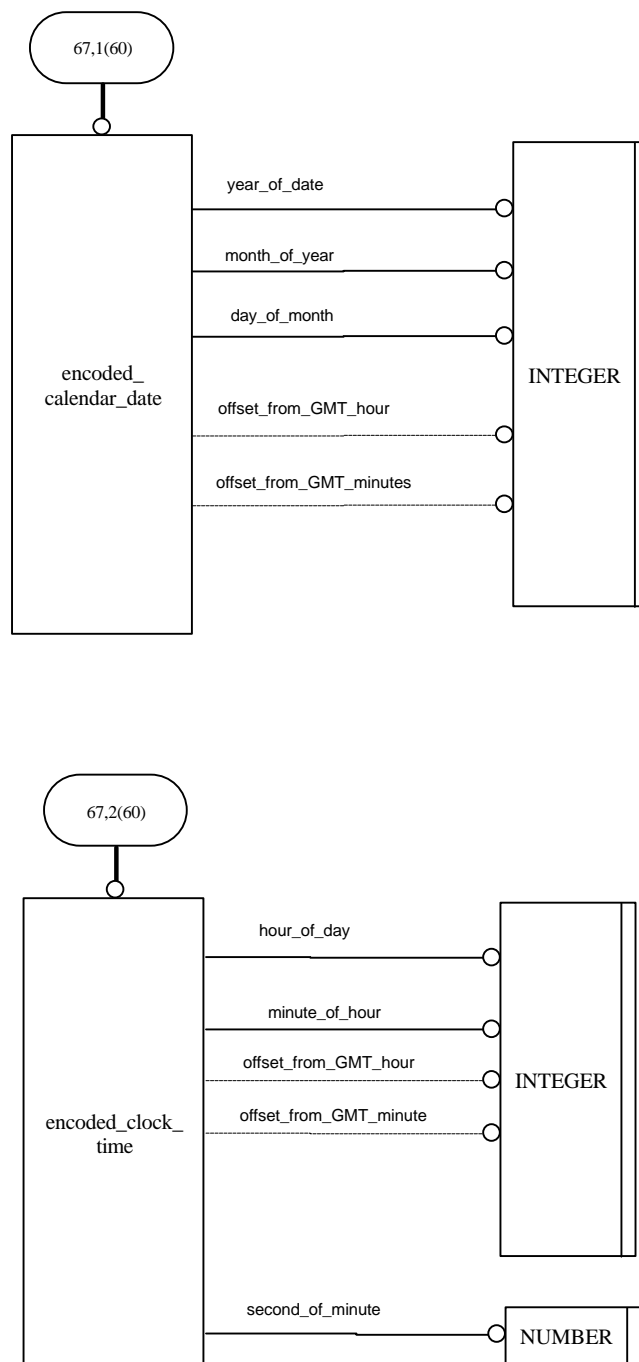 67,1(60)
year_of_date
month_of_year
day_of_month
encoded_
calendar_date
INTEGER
offset_from_GMT_hour
offset_from_GMT_minutes
67,2(60)
hour_of_day
minute_of_hour
offset_from_GMT_hour
INTEGER
offset_from_GMT_minute
encoded_clock_
time
second_of_minute
NUMBER